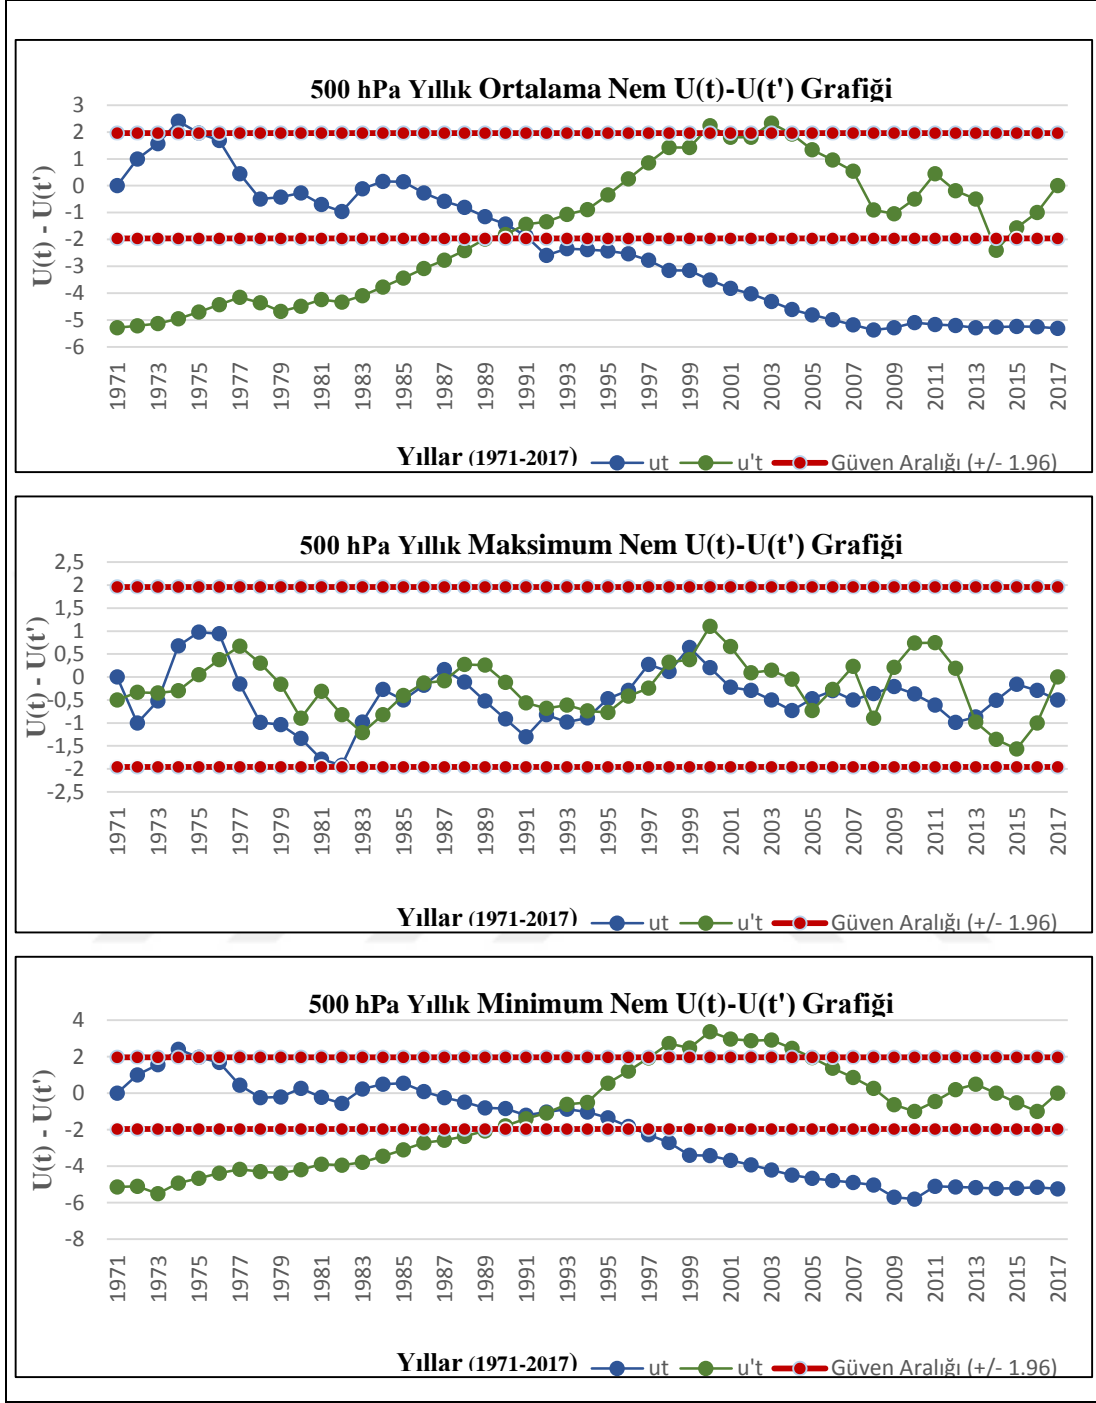 500 hPa Yıllık Ortalama Nem U(t)-U(t') Grafiği
U(t) - U(t')
3
2
1
0
-1
-2
-3
-4
-5
-6
1971 1973 1975 1977 1979 1981 1983 1985 1987 1989 1991 1993 1995 1997 1999 2001 2003 2005 2007 2009 2011 2013 2015 2017
Yıllar (1971-2017) ut u't Güven Aralığı (+/- 1.96)
500 hPa Yıllık Maksimum Nem U(t)-U(t') Grafiği
U(t) - U(t')
2,5
2
1,5
1
0,5
0
-0,5
-1
-1,5
-2
-2,5
1971 1973 1975 1977 1979 1981 1983 1985 1987 1989 1991 1993 1995 1997 1999 2001 2003 2005 2007 2009 2011 2013 2015 2017
Yıllar (1971-2017) ut u't Güven Aralığı (+/- 1.96)
500 hPa Yıllık Minimum Nem U(t)-U(t') Grafiği
U(t) - U(t')
4
2
0
-2
-4
-6
-8
1971 1973 1975 1977 1979 1981 1983 1985 1987 1989 1991 1993 1995 1997 1999 2001 2003 2005 2007 2009 2011 2013 2015 2017
Yıllar (1971-2017) ut u't Güven Aralığı (+/- 1.96)